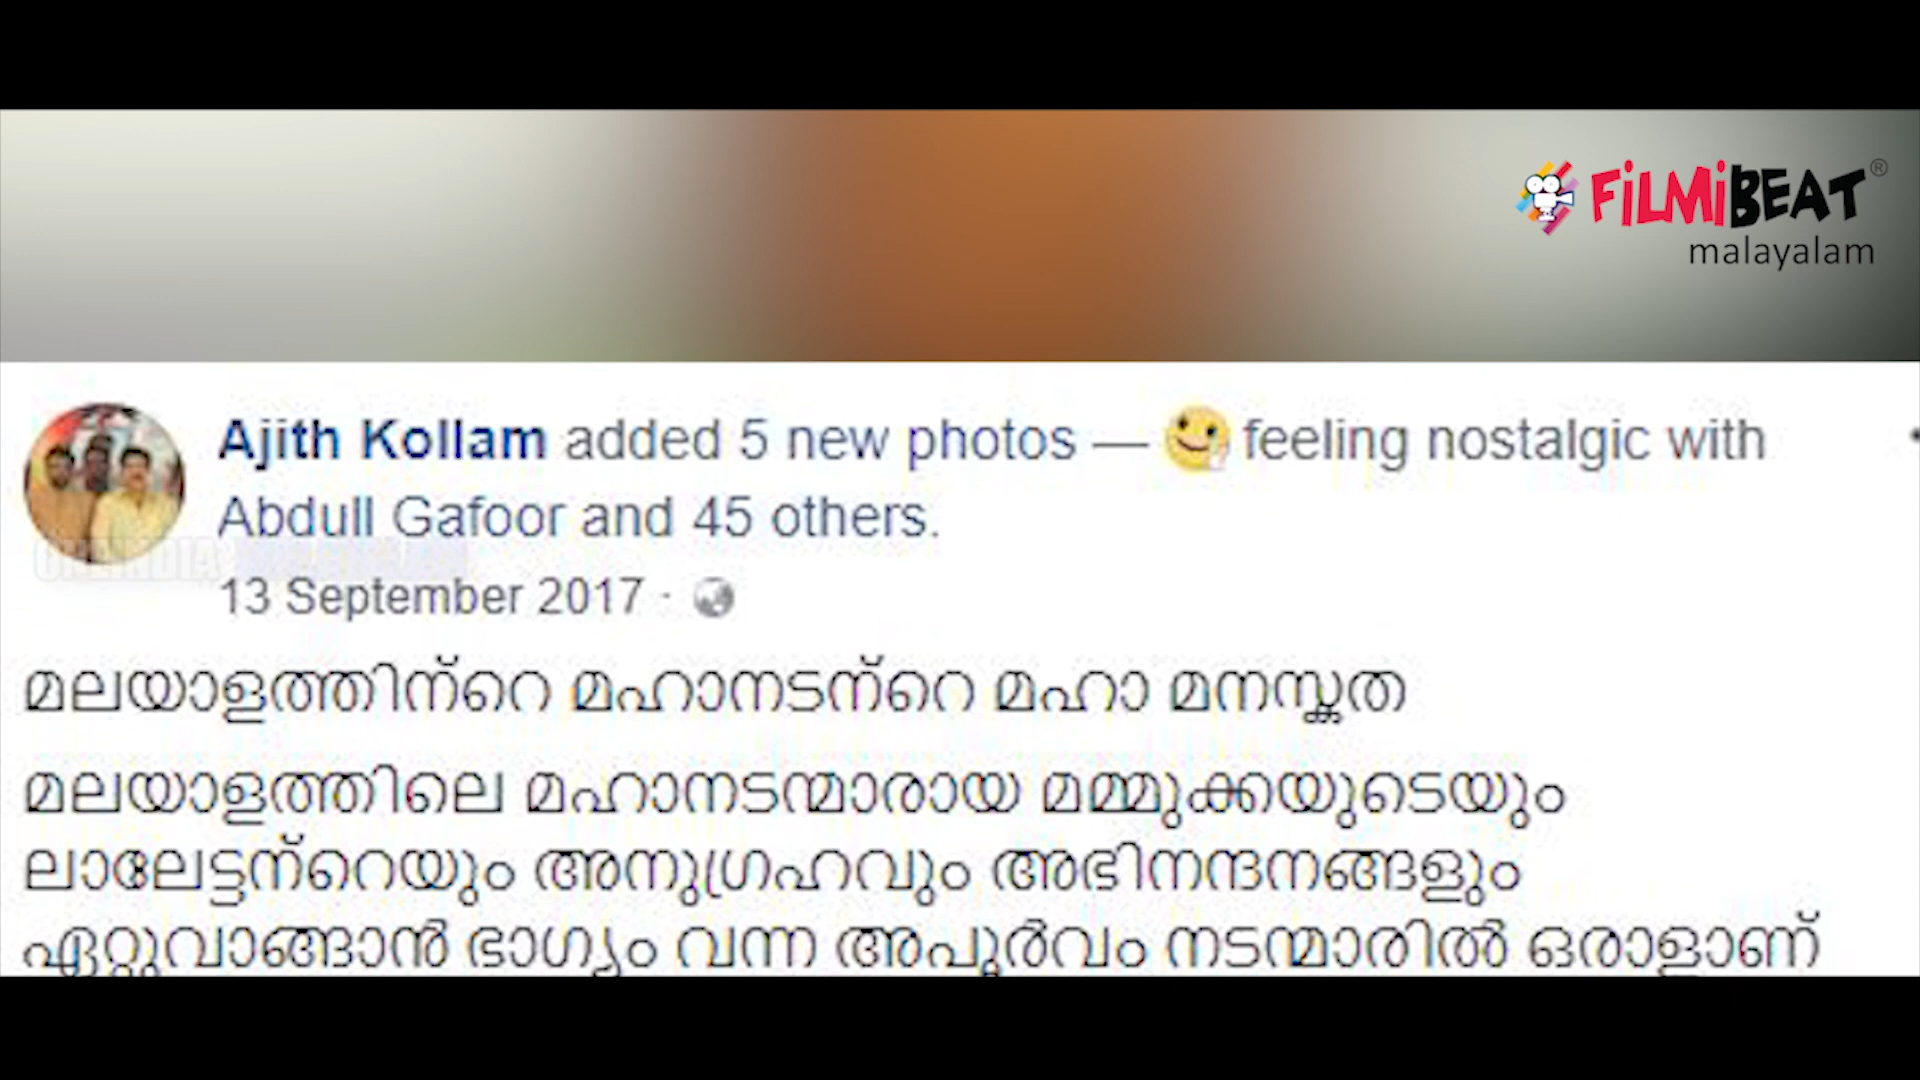 FiLMiBEAT®
malayalam
Ajith Kollam added 5 new photos — feeling nostalgic with
Abdull Gafoor and 45 others.
13 September 2017 ·
മലയാളത്തിന്റെ മഹാനടന്റെ മഹാ മനസ്കത
മലയാളത്തിലെ മഹാനടന്മാരായ മമ്മുക്കയുടെയും
ലാലേട്ടന്റെയും അനുഗ്രഹവും അഭിനന്ദനങ്ങളും
ഏറ്റുവാങ്ങാൻ ഭാഗ്യം വന്ന അപൂർവം നടന്മാരിൽ ഒരാളാണ്